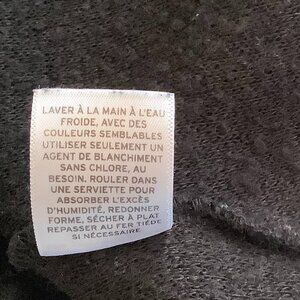 LAVER À LA MAIN À L'EAU
FROIDE, AVEC DES
COULEURS SEMBLABLES
UTILISER SEULEMENT UN
AGENT DE BLANCHIMENT
SANS CHLORE, AU
BESOIN. ROULER DANS
UNE SERVIETTE POUR
ABSORBER L'EXCÈS
D'HUMIDITÉ, REDONNER
FORME, SÉCHER À PLAT
REPASSER AU FER TIÈDE
SI NÉCESSAIRE